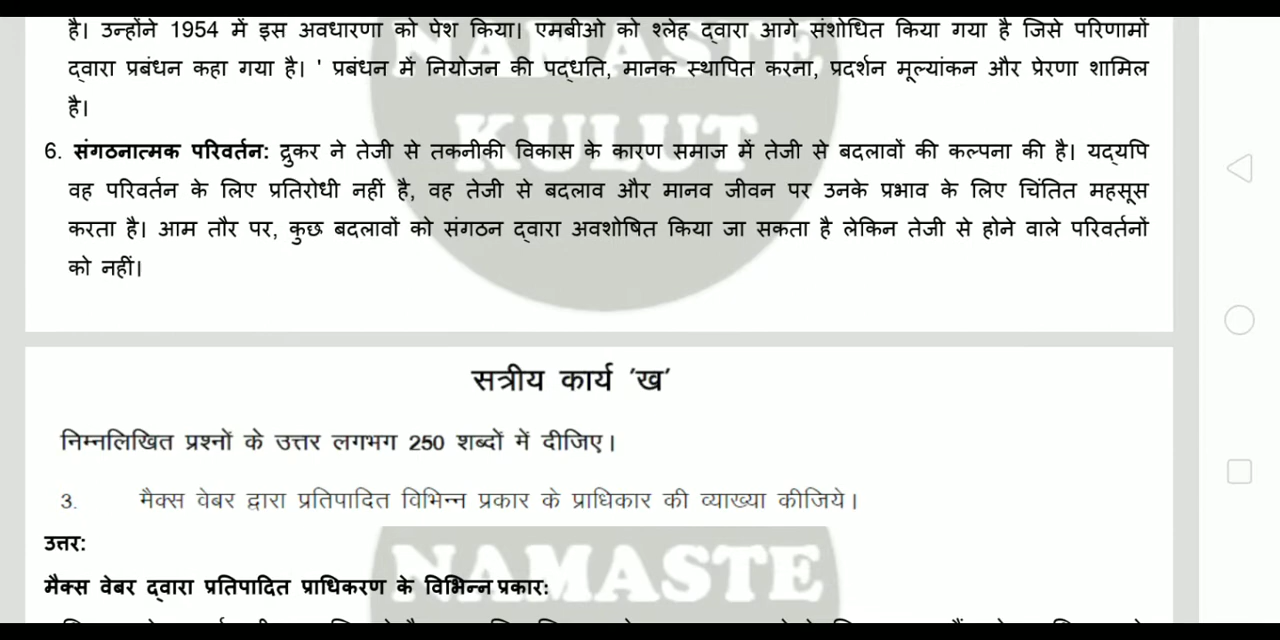 है। उन्होंने 1954 में इस अवधारणा को पेश किया। एमबीओ को श्लेह द्वारा आगे संशोधित किया गया है जिसे परिणामों
द्वारा प्रबंधन कहा गया है। ' प्रबंधन में नियोजन की पद्धति, मानक स्थापित करना, प्रदर्शन मूल्यांकन और प्रेरणा शामिल
है।
6. संगठनात्मक परिवर्तन: द्रुकर ने तेजी से तकनीकी विकास के कारण समाज में तेजी से बदलावों की कल्पना की है। यद्यपि
वह परिवर्तन के लिए प्रतिरोधी नहीं है, वह तेजी से बदलाव और मानव जीवन पर उनके प्रभाव के लिए चिंतित महसूस
करता है। आम तौर पर, कुछ बदलावों को संगठन द्वारा अवशोषित किया जा सकता है लेकिन तेजी से होने वाले परिवर्तनों
को नहीं।
NAMASTE
KULUT
सत्रीय कार्य 'ख'
निम्नलिखित प्रश्नों के उत्तर लगभग 250 शब्दों में दीजिए।
3. मैक्स वेबर द्वारा प्रतिपादित विभिन्न प्रकार के प्राधिकार की व्याख्या कीजिये।
उत्तर:
NAMASTE
मैक्स वेबर द्वारा प्रतिपादित प्राधिकरण के विभिन्न प्रकार: